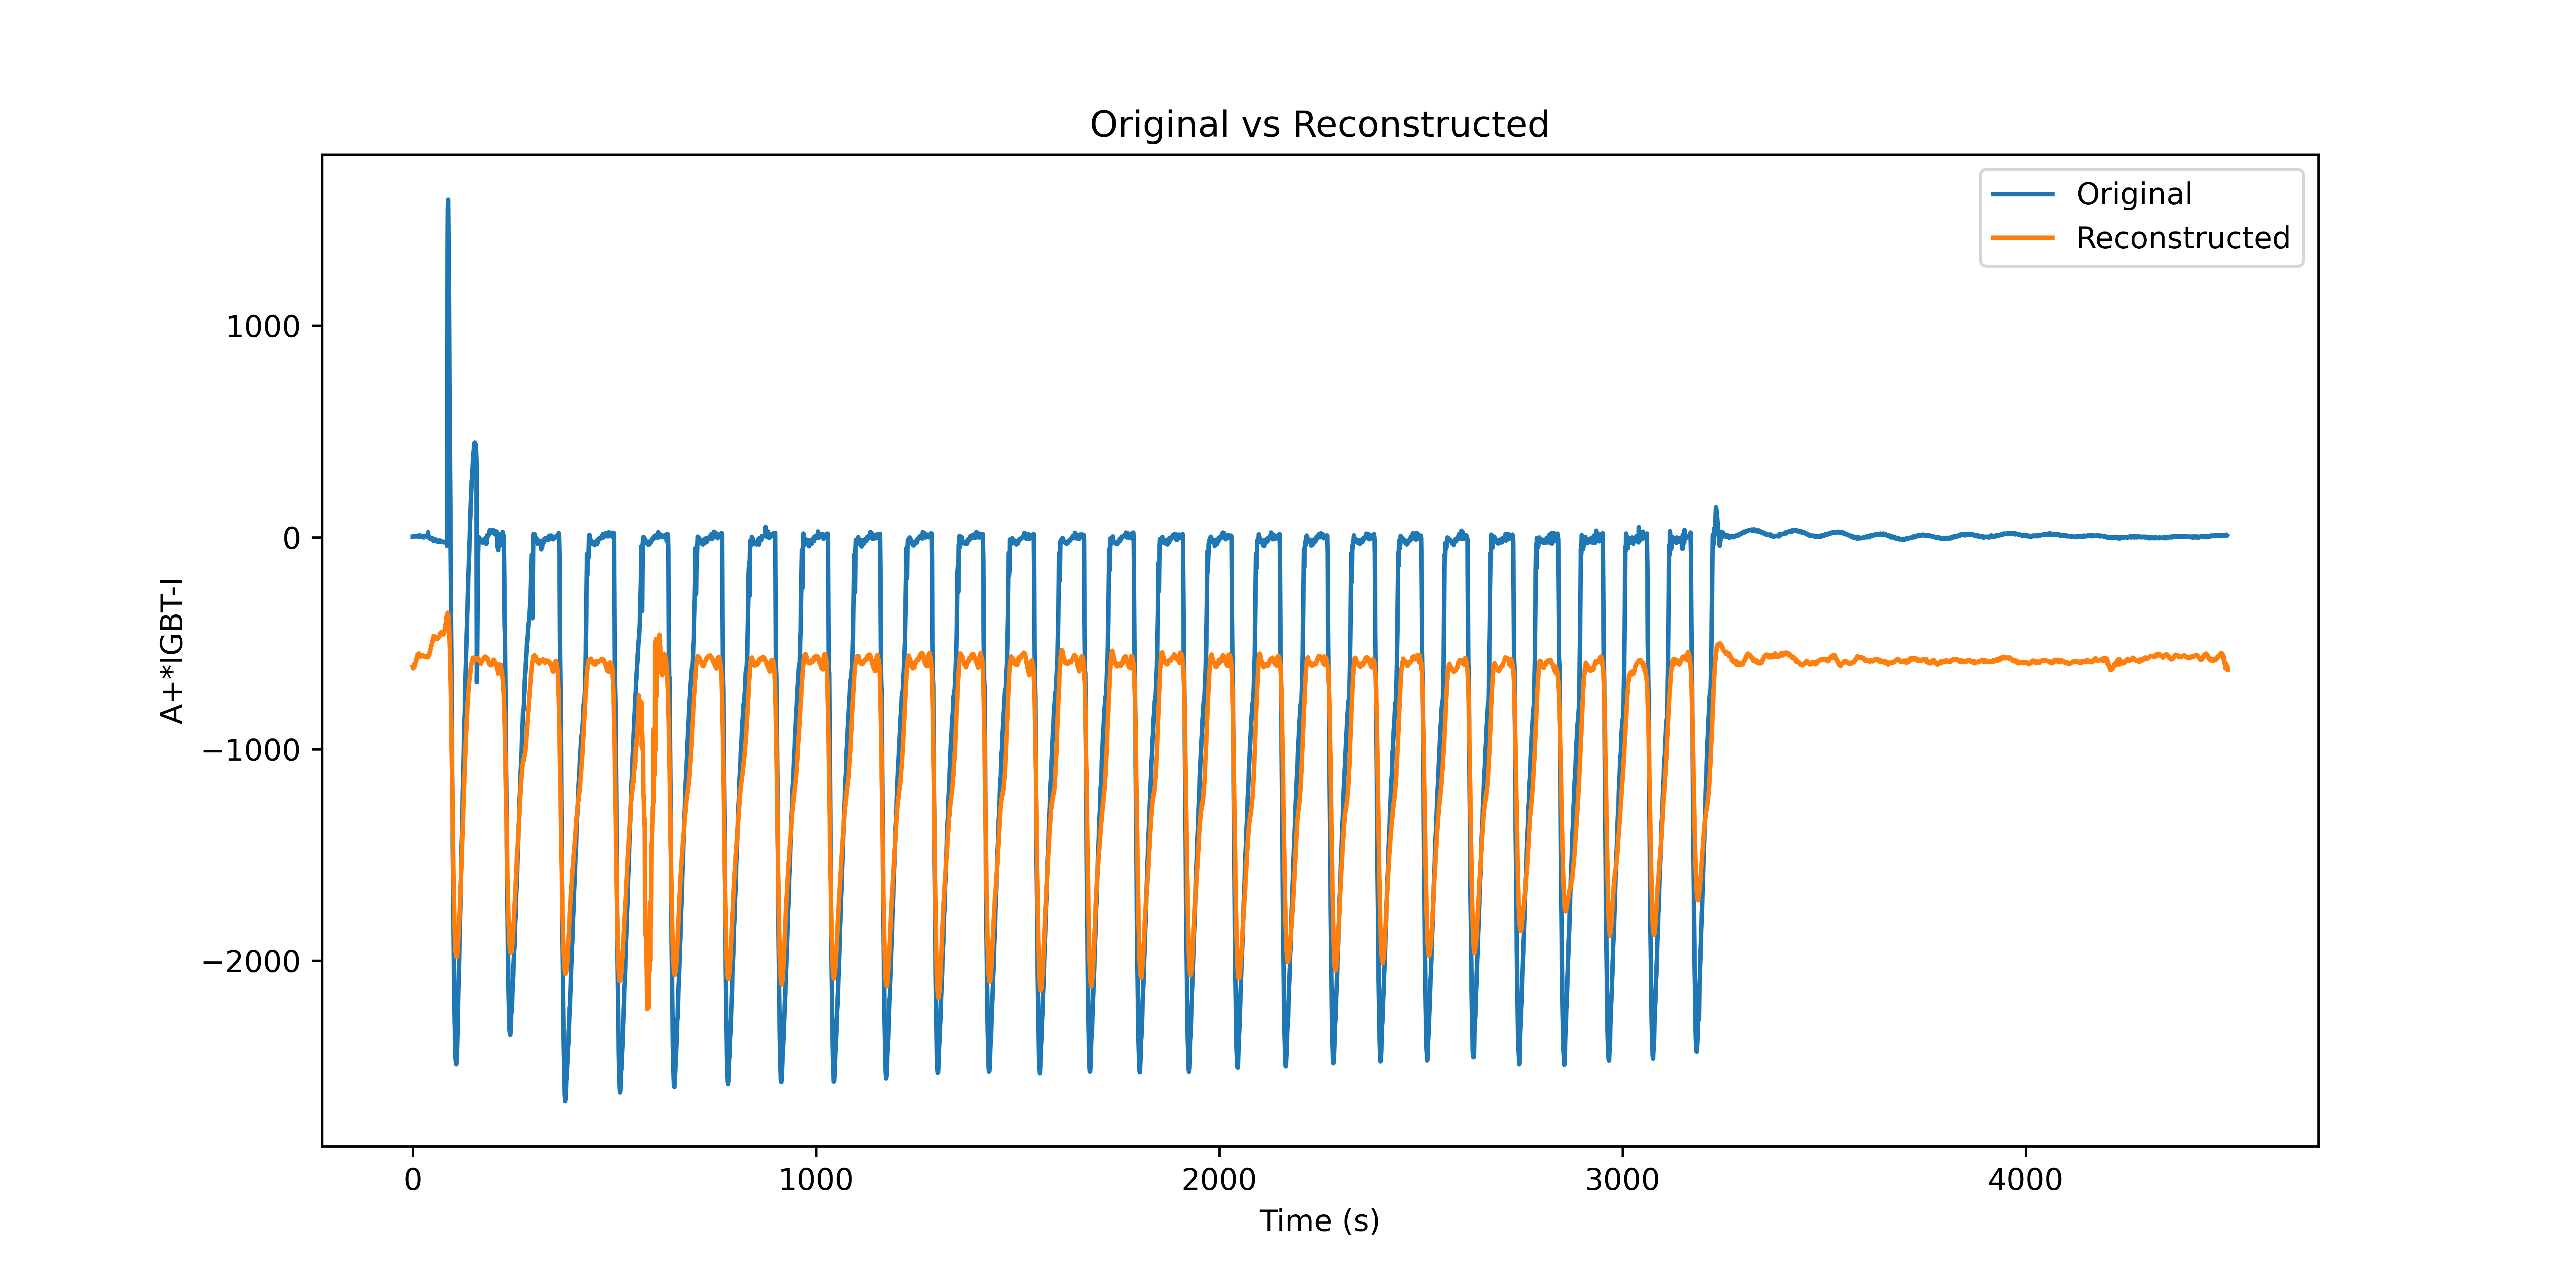 Original vs Reconstructed
Original
Reconstructed
1000
0
−1000
−2000
A+*IGBT-I
0
1000
2000
3000
4000
Time (s)